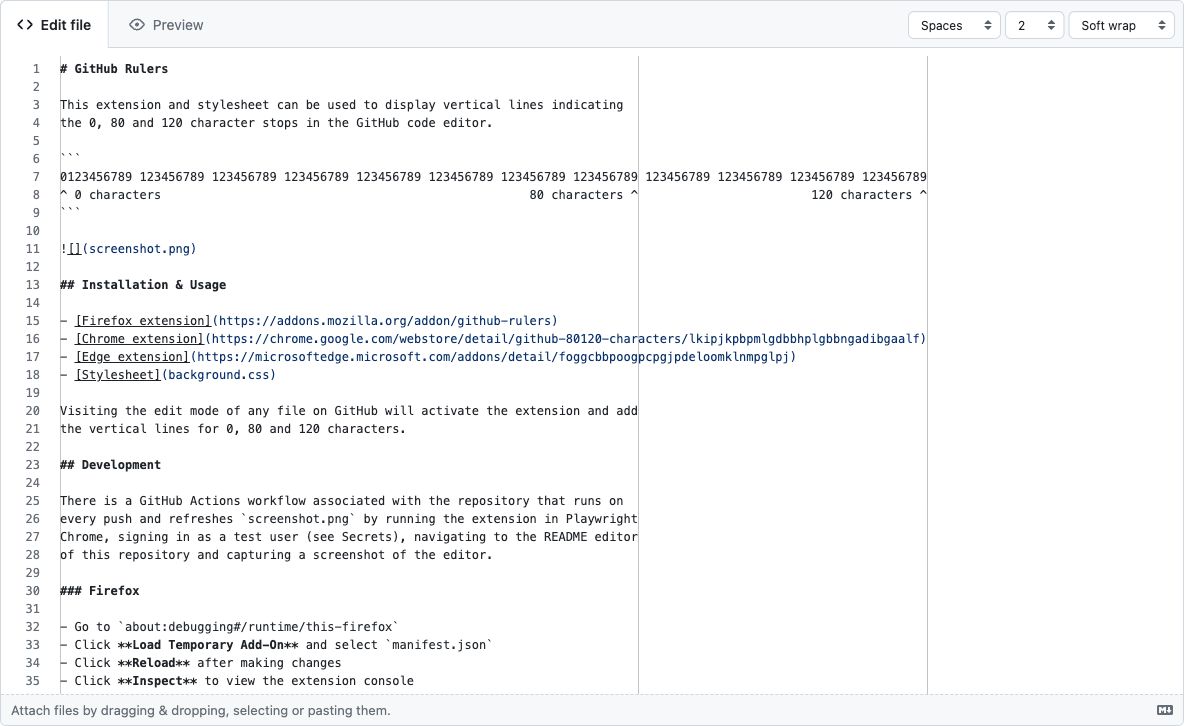 Edit file
Preview
Spaces
2
Soft wrap
1 # GitHub Rulers
2
3 This extension and stylesheet can be used to display vertical lines indicating
4 the 0, 80 and 120 character stops in the GitHub code editor.
5
6 ```
7 0123456789 123456789 123456789 123456789 123456789 123456789 123456789 123456789 123456789 123456789 123456789 123456789
8 ^ 0 characters                                                   80 characters ^                        120 characters ^
9 ```
10
11 ![](screenshot.png)
12
13 ## Installation & Usage
14
15 - [Firefox extension](https://addons.mozilla.org/addon/github-rulers)
16 - [Chrome extension](https://chrome.google.com/webstore/detail/github-80120-characters/lkipjkpbpmlgdbbhplgbbngadibgaalf)
17 - [Edge extension](https://microsoftedge.microsoft.com/addons/detail/foggcbbpoogpcpgjpdeloomklnmpglpj)
18 - [Stylesheet](background.css)
19
20 Visiting the edit mode of any file on GitHub will activate the extension and add
21 the vertical lines for 0, 80 and 120 characters.
22
23 ## Development
24
25 There is a GitHub Actions workflow associated with the repository that runs on
26 every push and refreshes `screenshot.png` by running the extension in Playwright
27 Chrome, signing in as a test user (see Secrets), navigating to the README editor
28 of this repository and capturing a screenshot of the editor.
29
30 ### Firefox
31
32 - Go to `about:debugging#/runtime/this-firefox`
33 - Click **Load Temporary Add-On** and select `manifest.json`
34 - Click **Reload** after making changes
35 - Click **Inspect** to view the extension console
Attach files by dragging & dropping, selecting or pasting them.